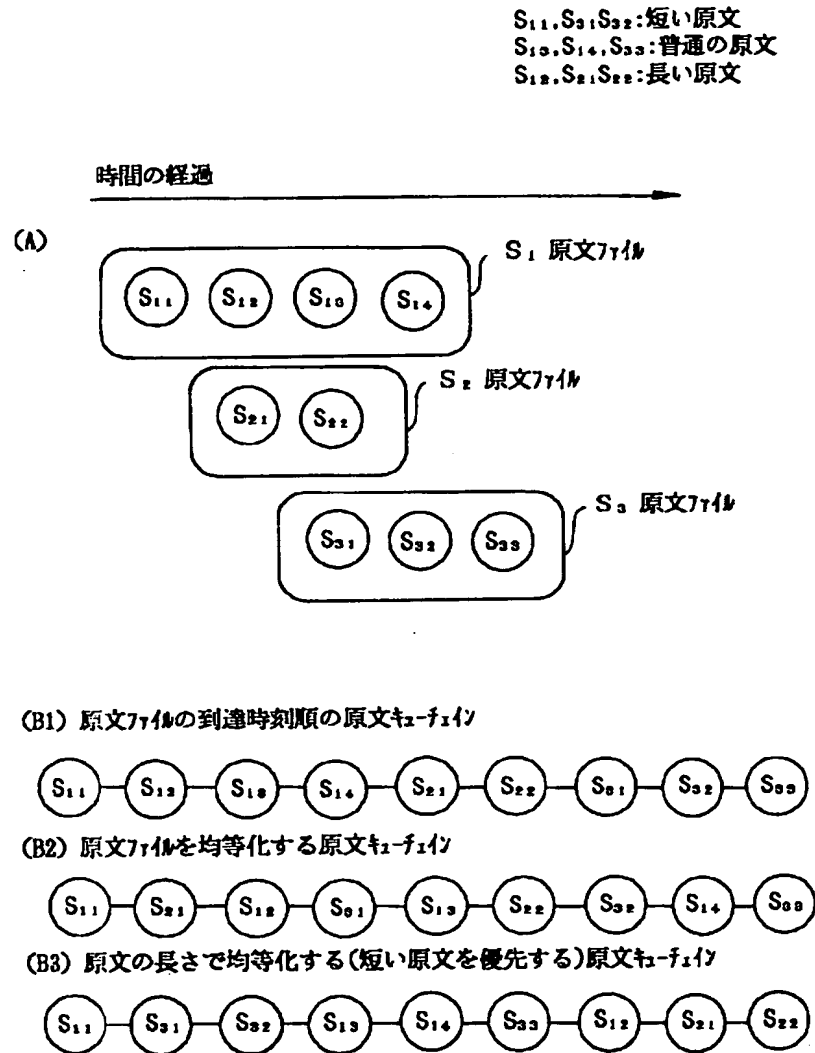 S₁₁,S₃₁S₃₂:短い原文
S₁₃,S₁₄,S₃₃:普通の原文
S₁₂,S₂₁S₂₂:長い原文
時間の経過
(A)
S₁ 原文ファイル
S₁₁ S₁₂ S₁₃ S₁₄
S₂ 原文ファイル
S₂₁ S₂₂
S₃ 原文ファイル
S₃₁ S₃₂ S₃₃
(B1) 原文ファイルの到達時刻順の原文キューチェイン
S₁₁ S₁₂ S₁₃ S₁₄ S₂₁ S₂₂ S₃₁ S₃₂ S₃₃
(B2) 原文ファイルを均等化する原文キューチェイン
S₁₁ S₂₁ S₁₂ S₃₁ S₁₃ S₂₂ S₃₂ S₁₄ S₃₃
(B3) 原文の長さで均等化する(短い原文を優先する)原文キューチェイン
S₁₁ S₃₁ S₃₂ S₁₃ S₁₄ S₃₃ S₁₂ S₂₁ S₂₂